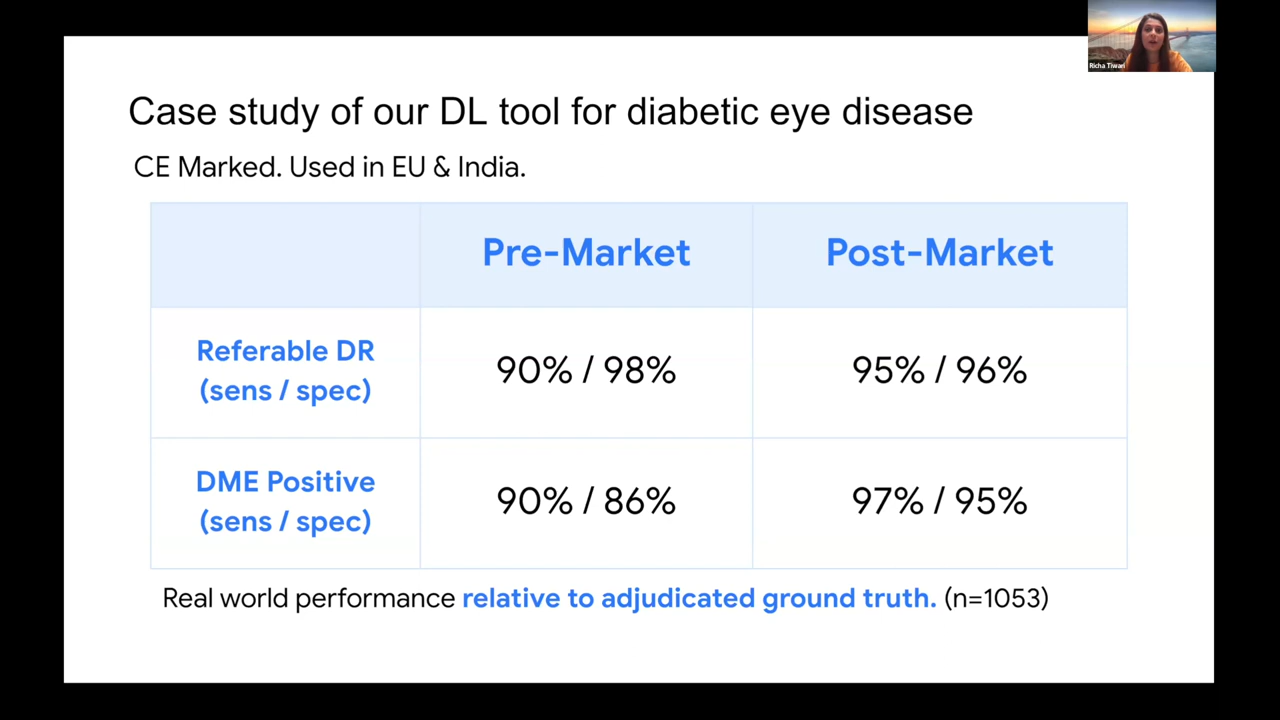 Richa Tiwari
Case study of our DL tool for diabetic eye disease
CE Marked. Used in EU & India.
Pre-Market
Post-Market
Referable DR
(sens / spec)
90% / 98%
95% / 96%
DME Positive
(sens / spec)
90% / 86%
97% / 95%
Real world performance relative to adjudicated ground truth. (n=1053)